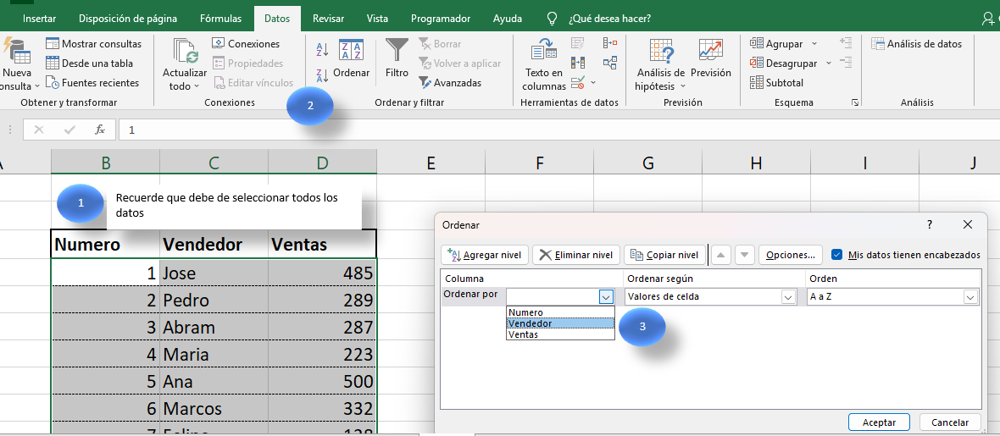 Insertar Disposición de página Fórmulas Datos Revisar Vista Programador Ayuda ¿Qué desea hacer?
Nueva
onsulta
Mostrar consultas
Desde una tabla
Fuentes recientes
Obtener y transformar
Actualizar
todo
Conexiones
Propiedades
Editar vínculos
Conexiones
Ordenar
Filtro
Borrar
Volver a aplicar
Avanzadas
Ordenar y filtrar
2
Texto en
columnas
Herramientas de datos
Análisis de
hipótesis
Previsión
Previsión
Agrupar
Desagrupar
Subtotal
Esquema
Análisis de datos
Análisis
fx 1
B C D E F G H I J
1 Recuerde que debe de seleccionar todos los
datos
Numero Vendedor Ventas
1 Jose 485
2 Pedro 289
3 Abram 287
4 Maria 223
5 Ana 500
6 Marcos 332
Ordenar ?
Agregar nivel Eliminar nivel Copiar nivel Opciones... Mis datos tienen encabezados
Columna Ordenar según Orden
Ordenar por Valores de celda A a Z
Numero
Vendedor
Ventas
3
Aceptar Cancelar